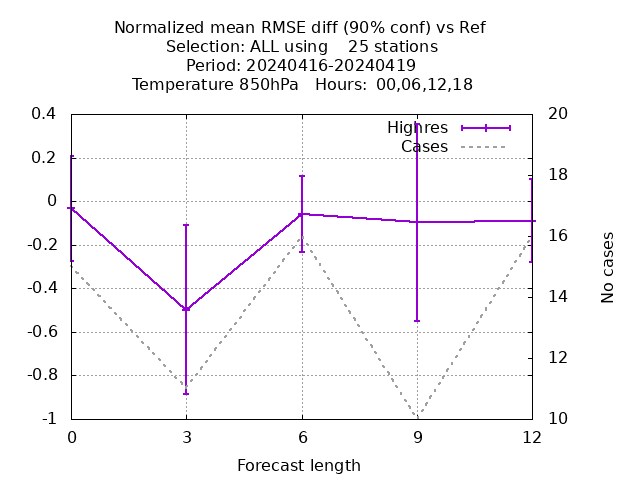 Normalized mean RMSE diff (90% conf) vs Ref
Selection: ALL using    25 stations
Period: 20240416-20240419
Temperature 850hPa   Hours:  00,06,12,18
Highres
Cases
0.4
0.2
0
-0.2
-0.4
-0.6
-0.8
-1
20
18
16
14
12
10
No cases
0 3 6 9 12
Forecast length